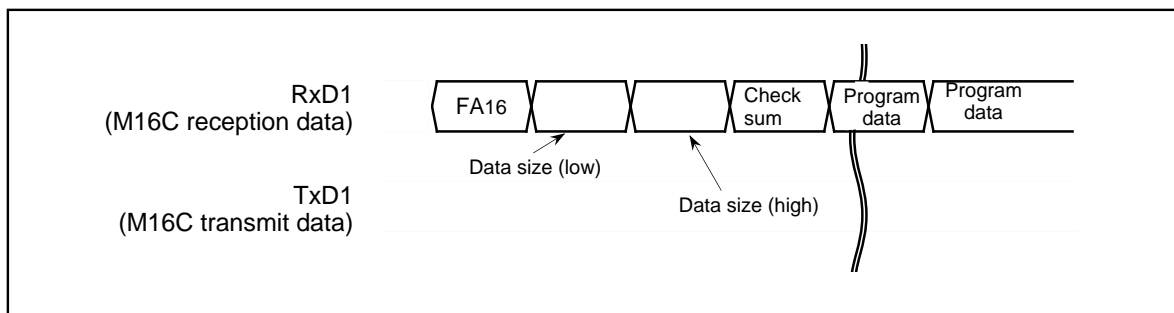 RxD1
(M16C reception data)
FA16
Check
sum
Program
data
Program
data
Data size (low)
Data size (high)
TxD1
(M16C transmit data)